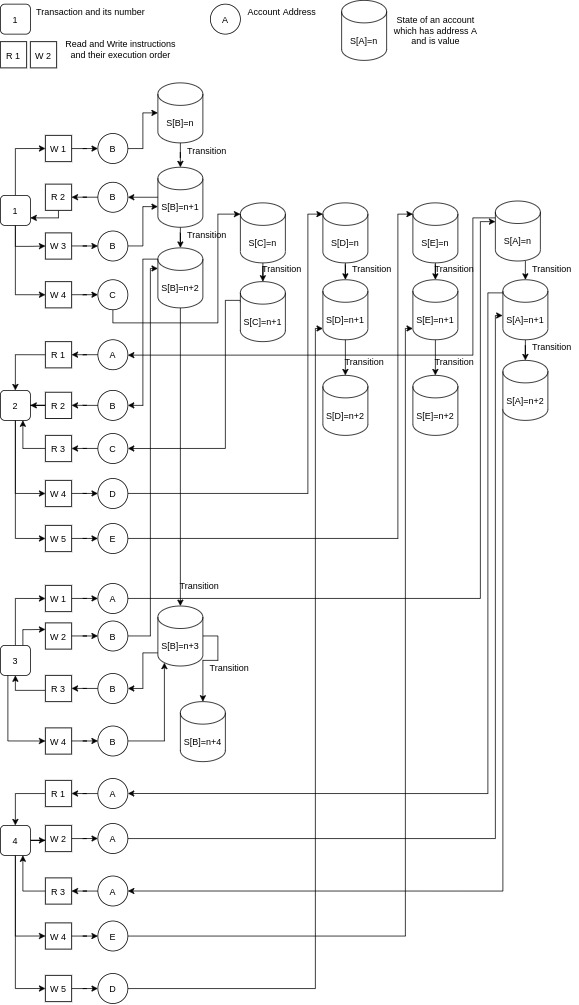 1
Transaction and its number
A
Account Address
S[A]=n
State of an account
which has address A
and is value
R 1
W 2
Read and Write instructions
and their execution order
S[B]=n
Transition
W 1
B
1
R 2
B
S[B]=n+1
Transition
W 3
B
S[B]=n+2
W 4
C
S[C]=n
Transition
S[C]=n+1
S[D]=n
Transition
S[D]=n+1
Transition
S[D]=n+2
S[E]=n
Transition
S[E]=n+1
Transition
S[E]=n+2
S[A]=n
Transition
S[A]=n+1
Transition
S[A]=n+2
R 1
A
2
R 2
B
R 3
C
W 4
D
W 5
E
Transition
W 1
A
W 2
B
3
S[B]=n+3
Transition
R 3
B
W 4
B
S[B]=n+4
R 1
A
4
W 2
A
R 3
A
W 4
E
W 5
D